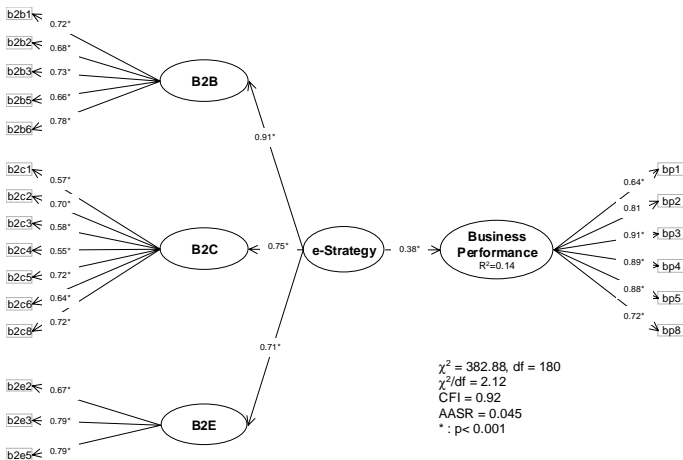 b2b1
0.72*
b2b2
0.68*
b2b3
0.73*
b2b5
0.66*
b2b6
0.78*
B2B
0.91*
b2c1
0.57*
b2c2
0.70*
b2c3
0.58*
b2c4
0.55*
b2c5
0.72*
b2c6
0.64*
b2c8
0.72*
B2C
0.75*
e-Strategy
0.38*
Business
Performance
R²=0.14
bp1
0.64*
bp2
0.81
bp3
0.91*
bp4
0.89*
bp5
0.88*
bp8
0.72*
0.71*
b2e2
0.67*
b2e3
0.79*
b2e5
0.79*
B2E
χ² = 382.88, df = 180
χ²/df = 2.12
CFI = 0.92
AASR = 0.045
* : p< 0.001